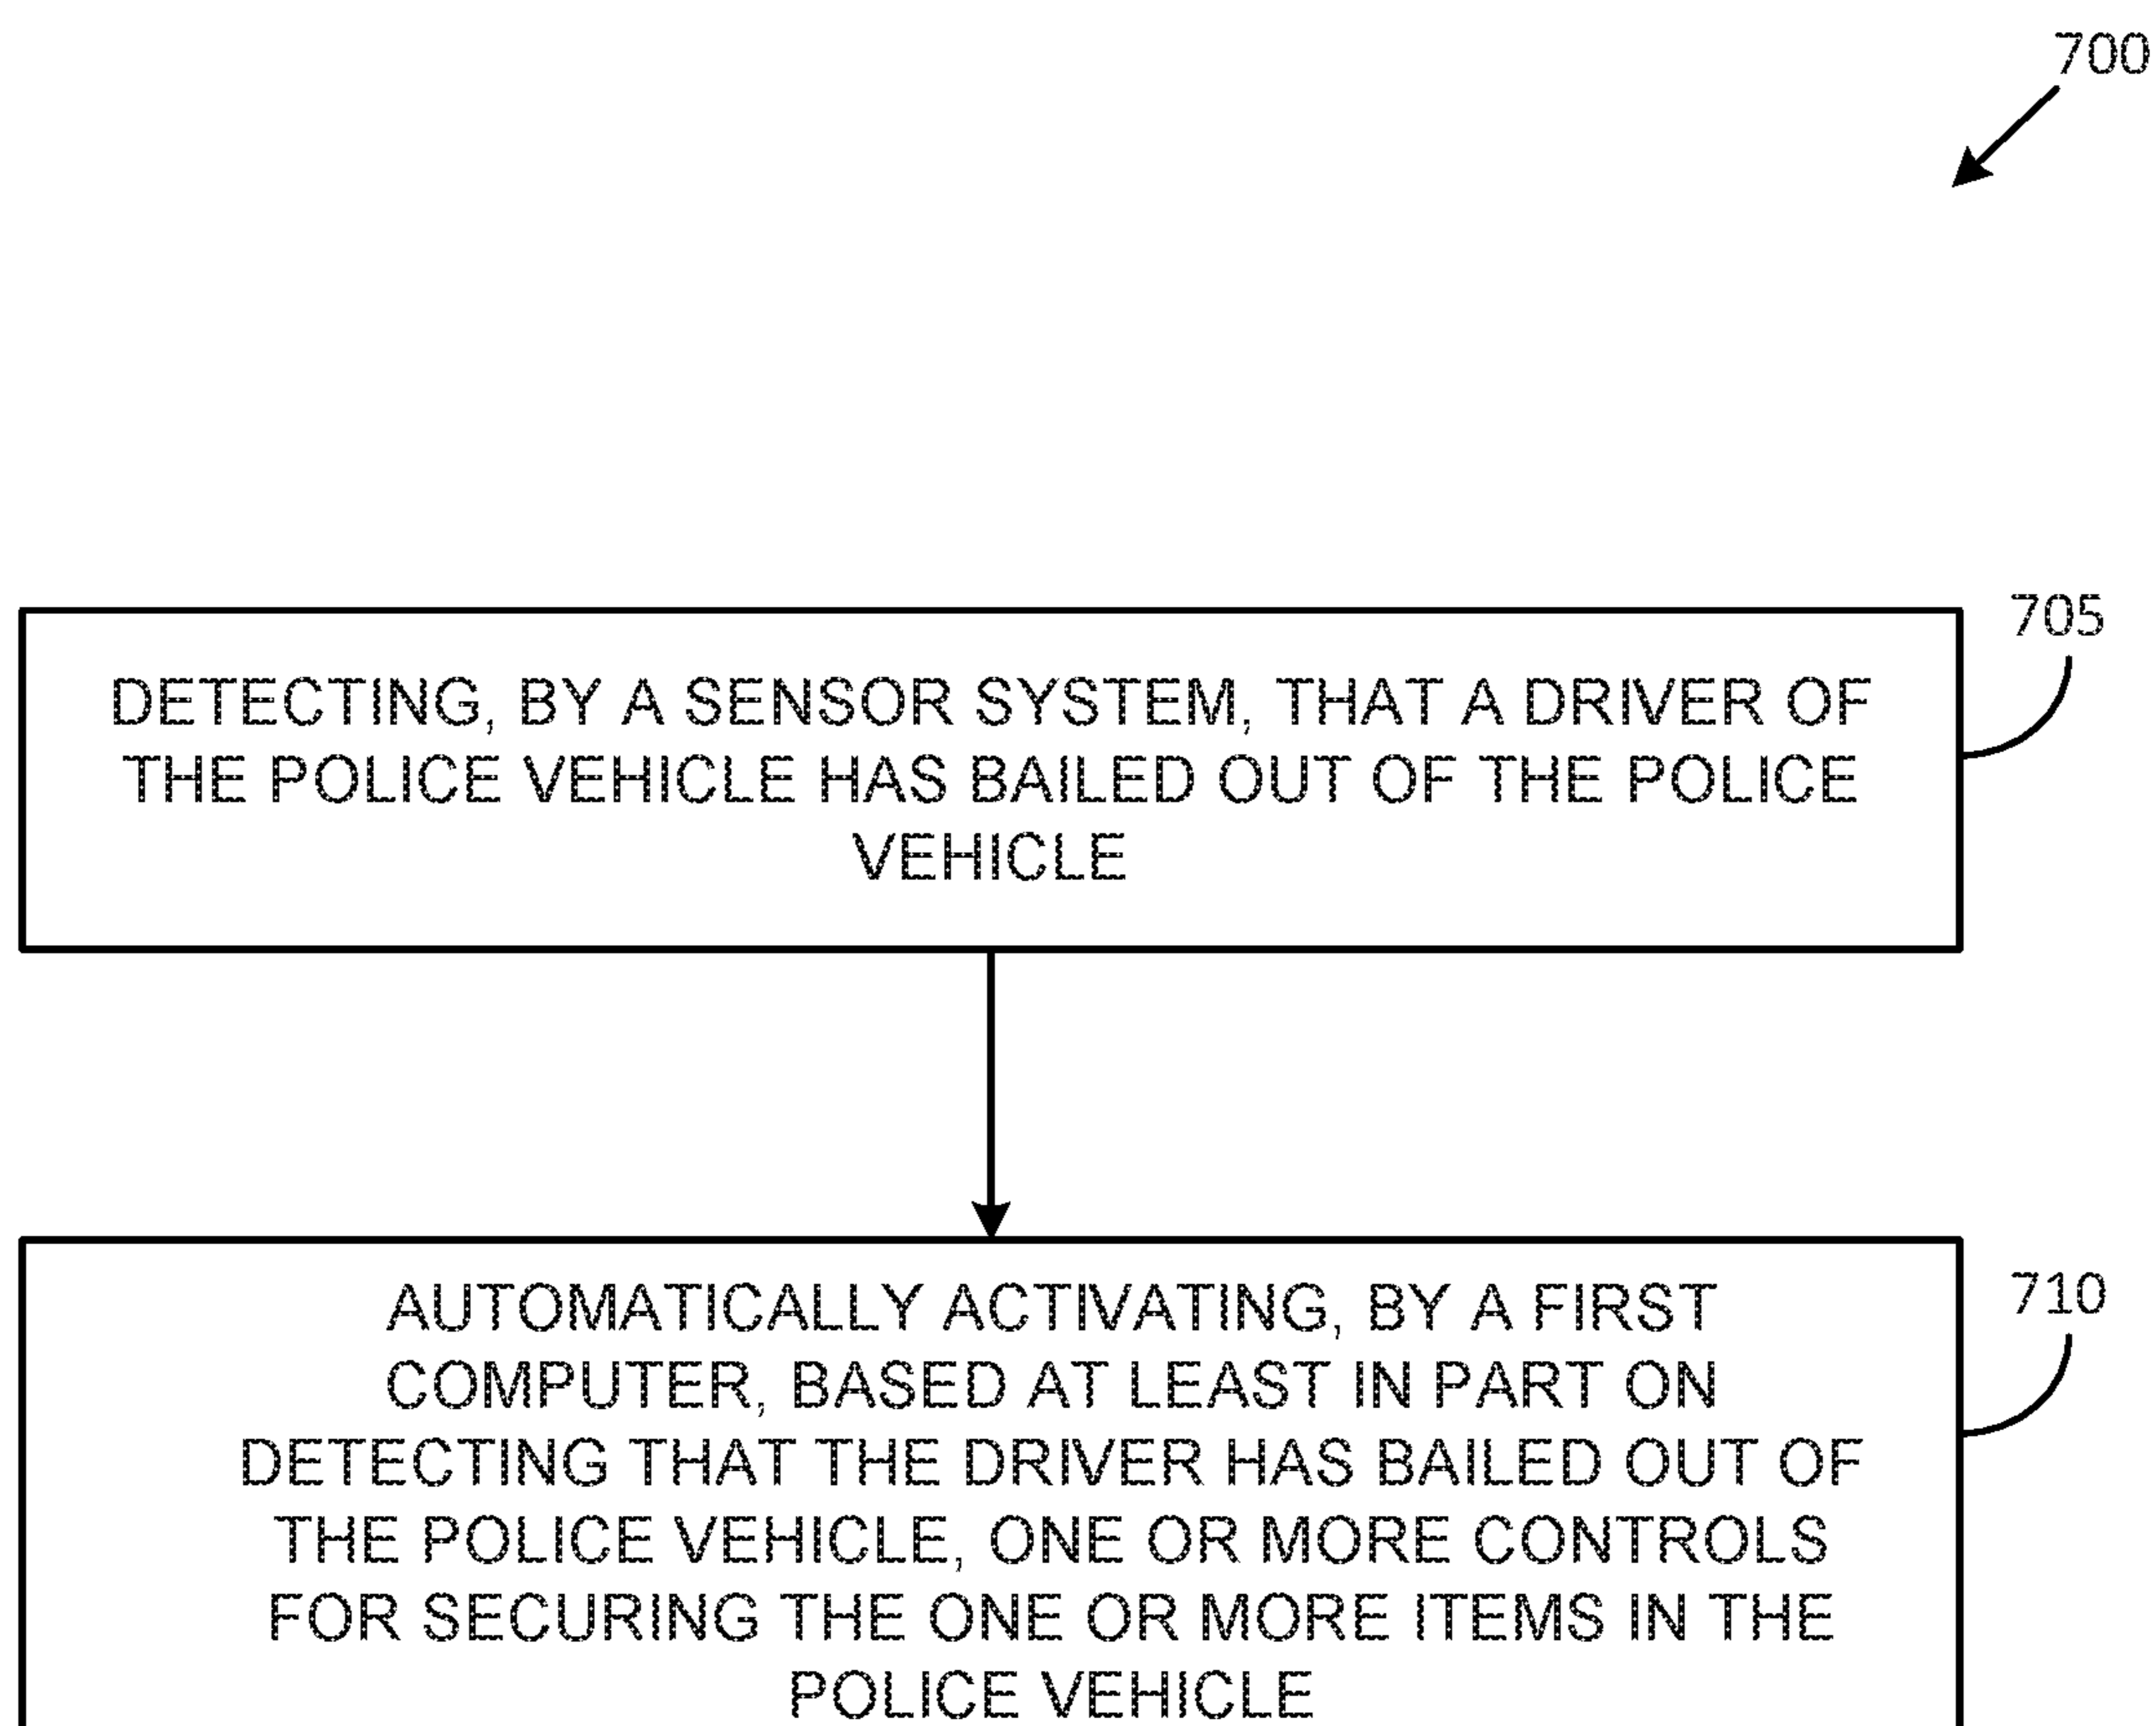 700
705
DETECTING, BY A SENSOR SYSTEM, THAT A DRIVER OF
THE POLICE VEHICLE HAS BAILED OUT OF THE POLICE
VEHICLE
710
AUTOMATICALLY ACTIVATING, BY A FIRST
COMPUTER, BASED AT LEAST IN PART ON
DETECTING THAT THE DRIVER HAS BAILED OUT OF
THE POLICE VEHICLE, ONE OR MORE CONTROLS
FOR SECURING THE ONE OR MORE ITEMS IN THE
POLICE VEHICLE